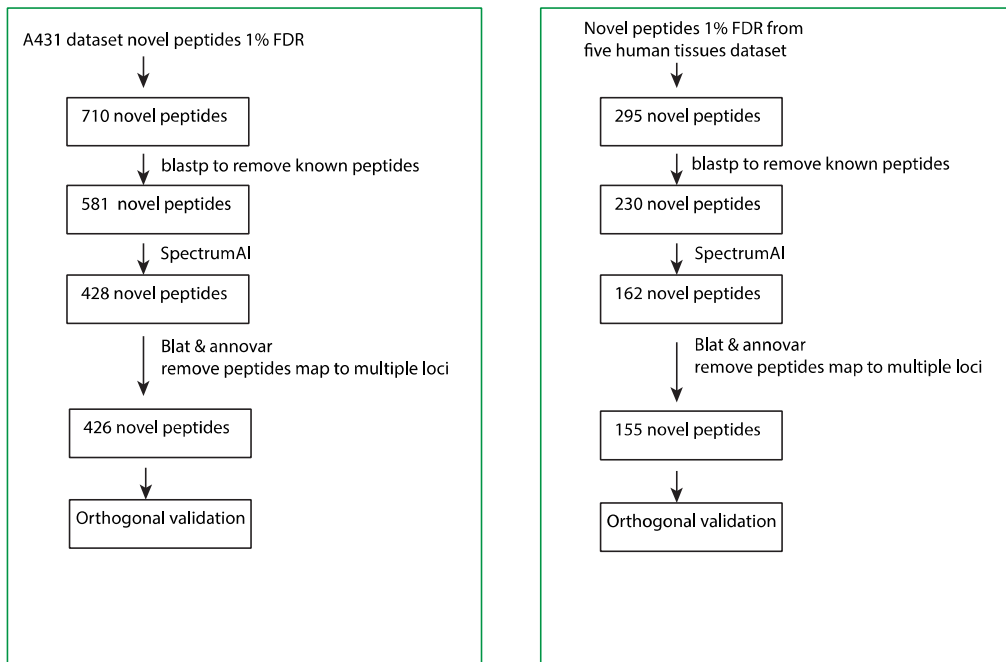 A431 dataset novel peptides 1% FDR
710 novel peptides
blastp to remove known peptides
581 novel peptides
SpectrumAI
428 novel peptides
Blat & annovar
remove peptides map to multiple loci
426 novel peptides
Orthogonal validation
Novel peptides 1% FDR from
five human tissues dataset
295 novel peptides
blastp to remove known peptides
230 novel peptides
SpectrumAI
162 novel peptides
Blat & annovar
remove peptides map to multiple loci
155 novel peptides
Orthogonal validation